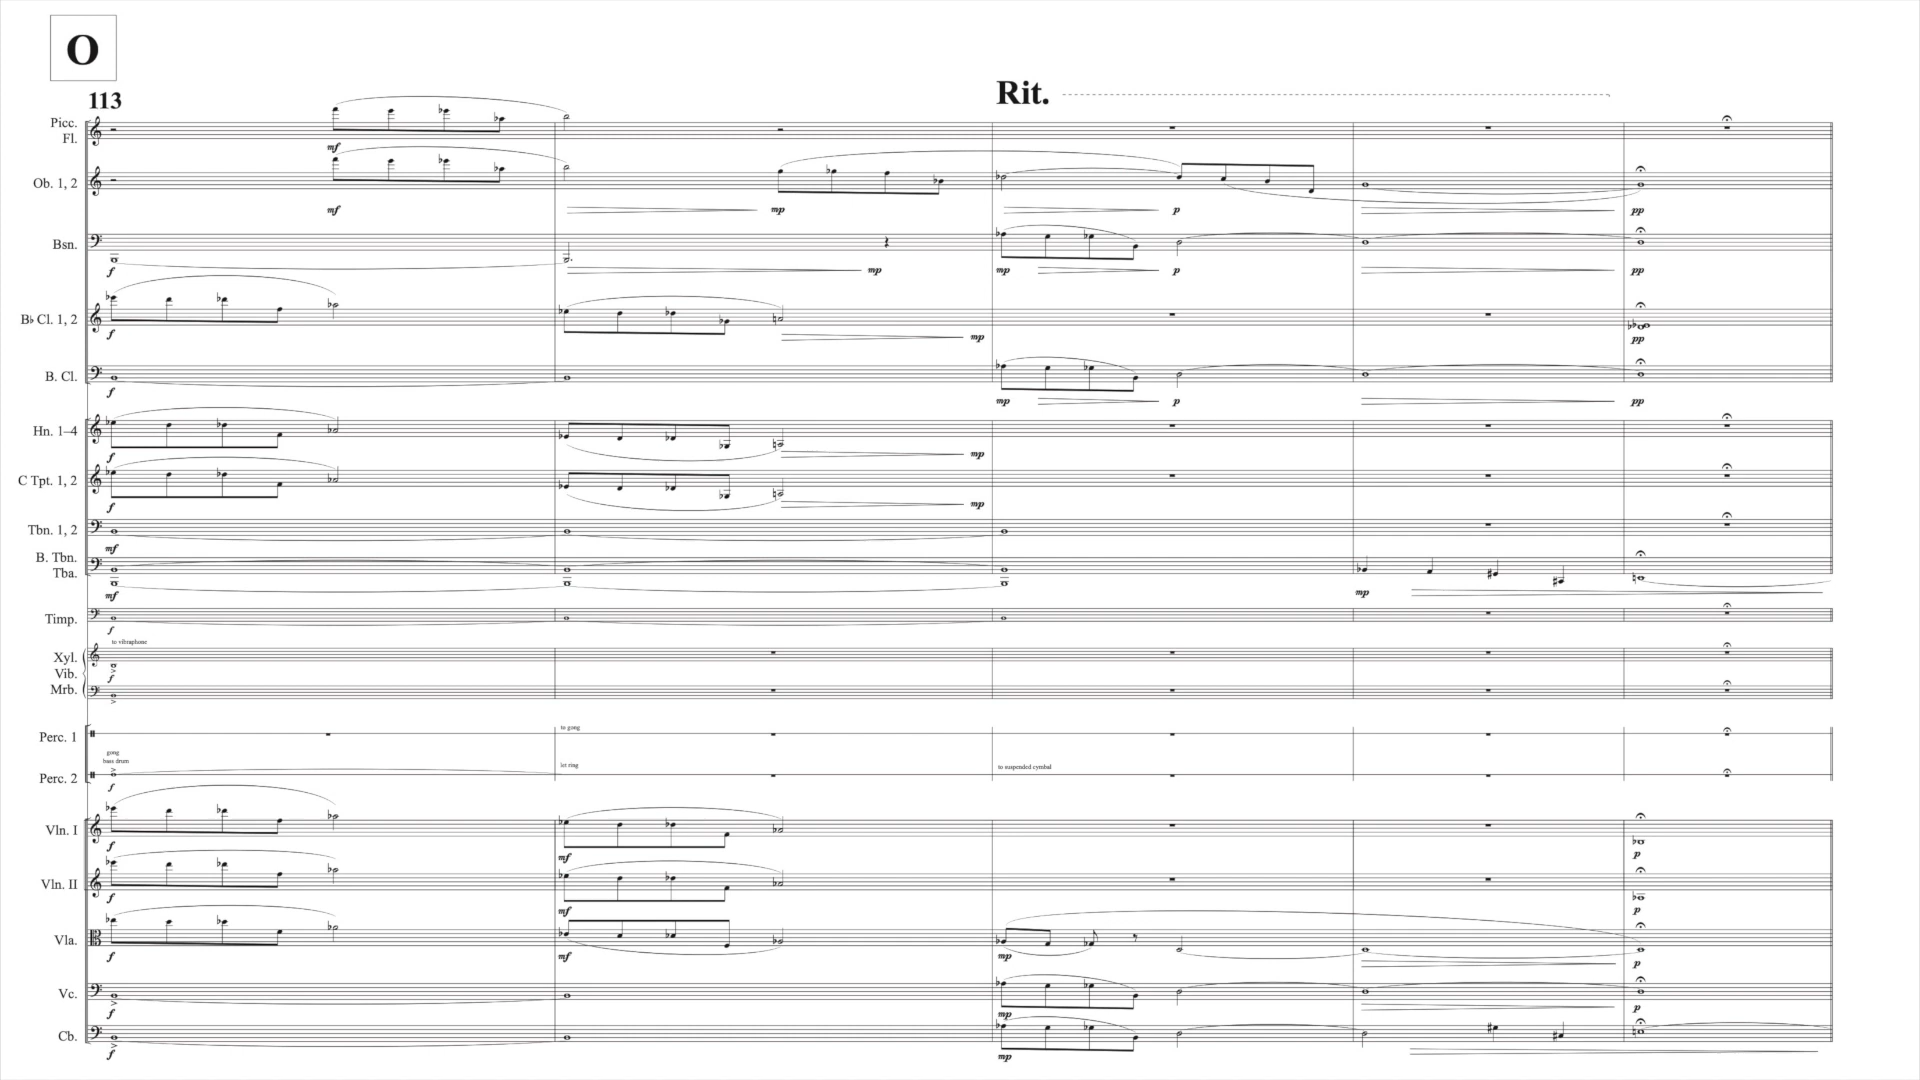 O
113
Rit.
Picc.
Fl.
mf
Ob. 1, 2
mf mp p pp
Bsn.
f mp mp p pp
B♭ Cl. 1, 2
f mp pp
B. Cl.
f mp p pp
Hn. 1–4
f mp
C Tpt. 1, 2
f mp
Tbn. 1, 2
mf
B. Tbn.
Tba.
mf mp
Timp.
f
to vibraphone
Xyl.
Vib.
f
Mrb.
to gong
Perc. 1
gong
bass drum
let ring
to suspended cymbal
Perc. 2
f
Vln. I
f mf p
Vln. II
f mf p
Vla.
f mf mp p
Vc.
f mp p
Cb.
f mp